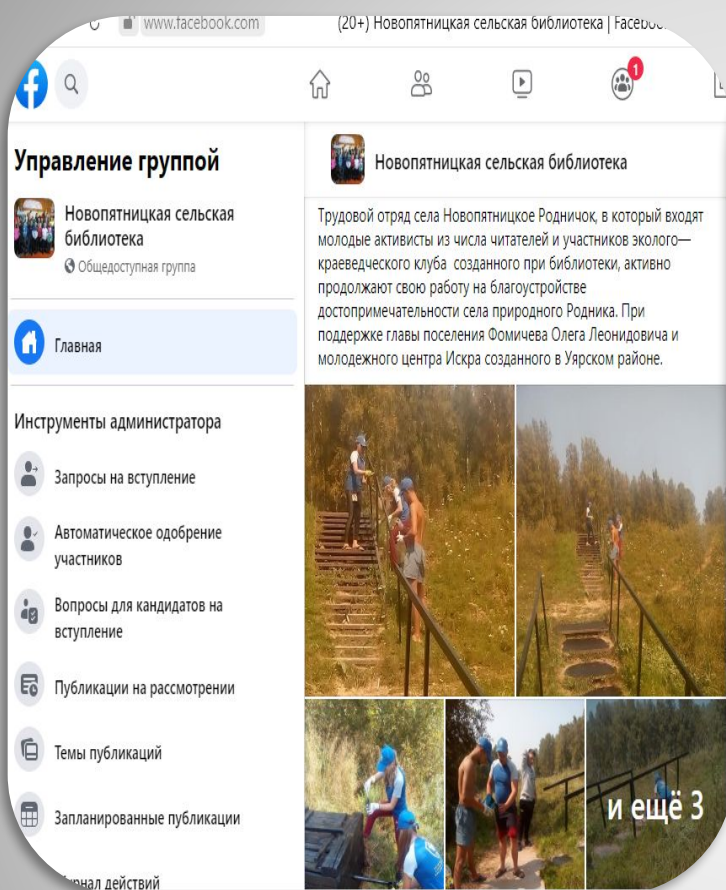 www.facebook.com
(20+) Новопятницкая сельская библиотека | Faceboo
1
Управление группой
Новопятницкая сельская
библиотека
Общедоступная группа
Главная
Инструменты администратора
Запросы на вступление
Автоматическое одобрение
участников
Вопросы для кандидатов на
вступление
Публикации на рассмотрении
Темы публикаций
Запланированные публикации
действий
Новопятницкая сельская библиотека
Трудовой отряд села Новопятницкое Родничок, в который входят
молодые активисты из числа читателей и участников эколого—
краеведческого клуба созданного при библиотеки, активно
продолжают свою работу на благоустройстве
достопримечательности села природного Родника. При
поддержке главы поселения Фомичева Олега Леонидовича и
молодежного центра Искра созданного в Уярском районе.
и ещё 3